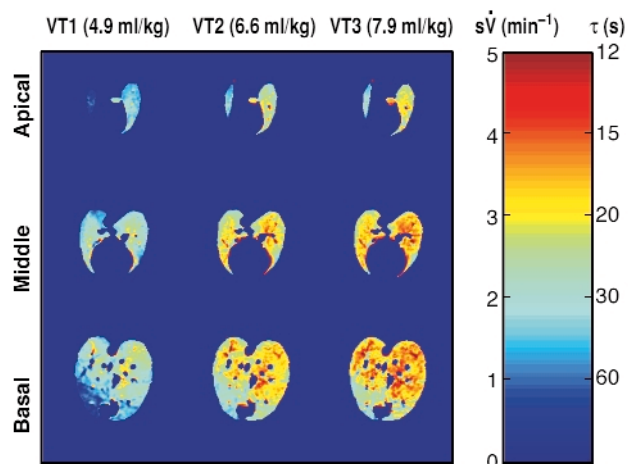 VT1 (4.9 ml/kg) VT2 (6.6 ml/kg) VT3 (7.9 ml/kg) sV̇ (min⁻¹) τ (s)
Apical
Middle
Basal
5
4
3
2
1
0
12
15
20
30
60